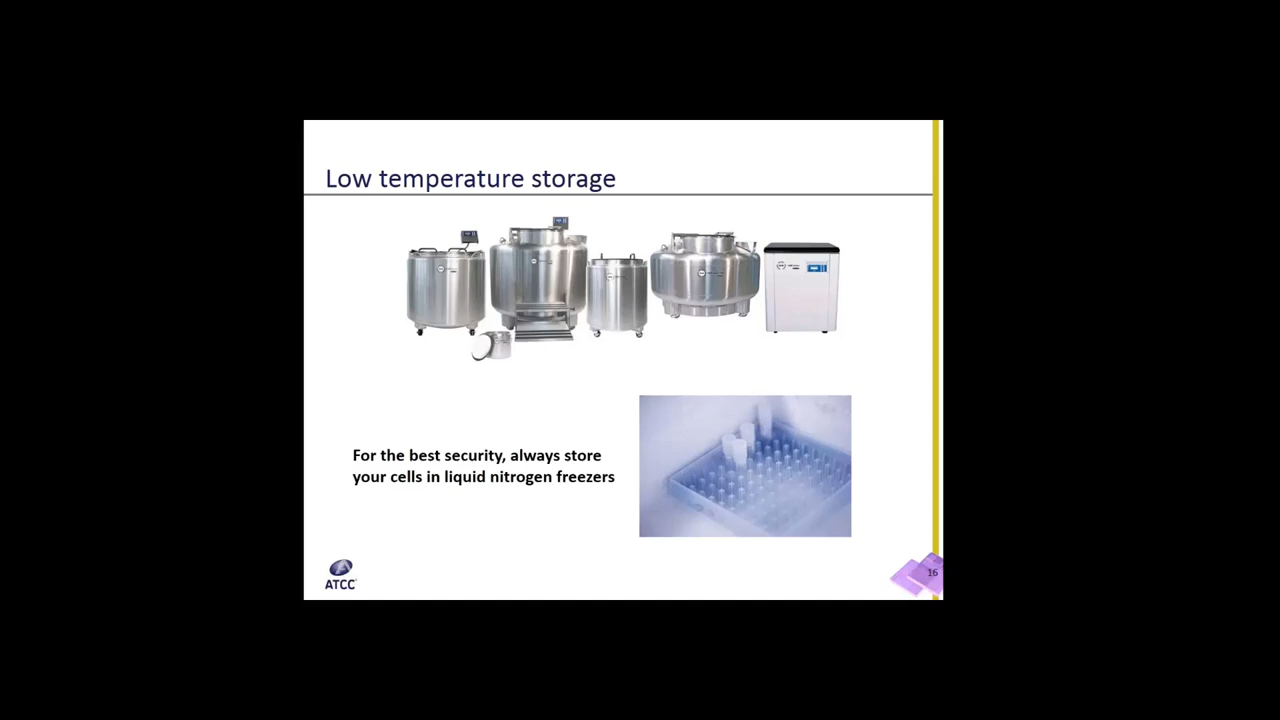 Low temperature storage
For the best security, always store
your cells in liquid nitrogen freezers
ATCC
16